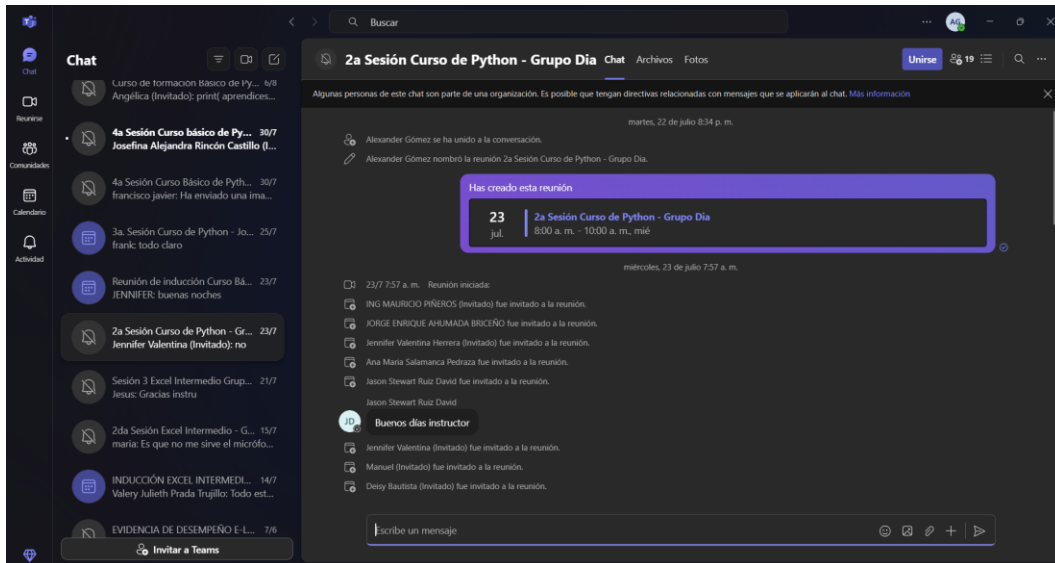 Buscar
AG
Chat
Reunirse
Comunidades
Calendario
Actividad
Chat
Curso de formación Básico de Py... 6/8
Angélica (Invitado): print( aprendices...
4a Sesión Curso básico de Py... 30/7
Josefina Alejandra Rincón Castillo (I...
4a Sesión Curso Básico de Pyth... 30/7
francisco javier: Ha enviado una ima...
3a. Sesión Curso de Python - Jo... 25/7
frank: todo claro
Reunión de inducción Curso Bá... 23/7
JENNIFER: buenas noches
2a Sesión Curso de Python - Gr... 23/7
Jennifer Valentina (Invitado): no
Sesión 3 Excel Intermedio Grup... 21/7
Jesus: Gracias instru
2da Sesión Excel Intermedio - G... 15/7
maria: Es que no me sirve el micrófo...
INDUCCIÓN EXCEL INTERMEDI... 14/7
Valery Julieth Prada Trujillo: Todo est...
EVIDENCIA DE DESEMPEÑO E-L... 7/6
Invitar a Teams
2a Sesión Curso de Python - Grupo Dia Chat Archivos Fotos Unirse 19
Algunas personas de este chat son parte de una organización. Es posible que tengan directivas relacionadas con mensajes que se aplicarán al chat. Más información
martes, 22 de julio 8:34 p. m.
Alexander Gómez se ha unido a la conversación.
Alexander Gómez nombró la reunión 2a Sesión Curso de Python - Grupo Dia.
Has creado esta reunión
23 2a Sesión Curso de Python - Grupo Dia
jul. 8:00 a. m. - 10:00 a. m., mié
miércoles, 23 de julio 7:57 a. m.
23/7 7:57 a. m. Reunión iniciada:
ING MAURICIO PIÑEROS (Invitado) fue invitado a la reunión.
JORGE ENRIQUE AHUMADA BRICEÑO fue invitado a la reunión.
Jennifer Valentina Herrera (Invitado) fue invitado a la reunión.
Ana Maria Salamanca Pedraza fue invitado a la reunión.
Jason Stewart Ruiz David fue invitado a la reunión.
Jason Stewart Ruiz David
JD Buenos días instructor
Jennifer Valentina (Invitado) fue invitado a la reunión.
Manuel (Invitado) fue invitado a la reunión.
Deisy Bautista (Invitado) fue invitado a la reunión.
Escribe un mensaje